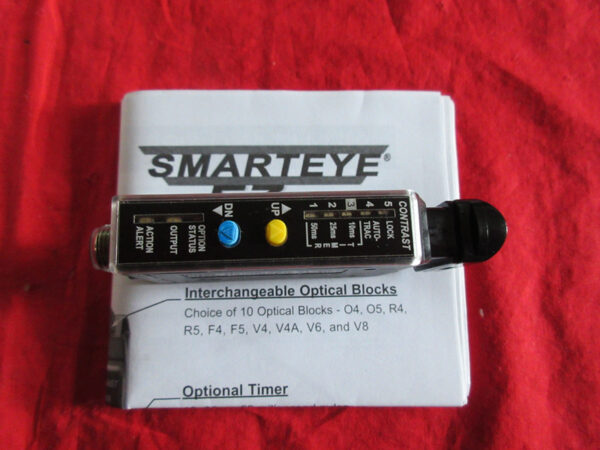 SMARTEYE®
CONTRAST
5 LOCK
4 AUTO-TRAC
3 10ms T
2 25ms M
1 50ms R
I
E
UP
DN
OPTION STATUS
OUTPUT
ACTION ALERT
Interchangeable Optical Blocks
Choice of 10 Optical Blocks - O4, O5, R4,
R5, F4, F5, V4, V4A, V6, and V8
Optional Timer